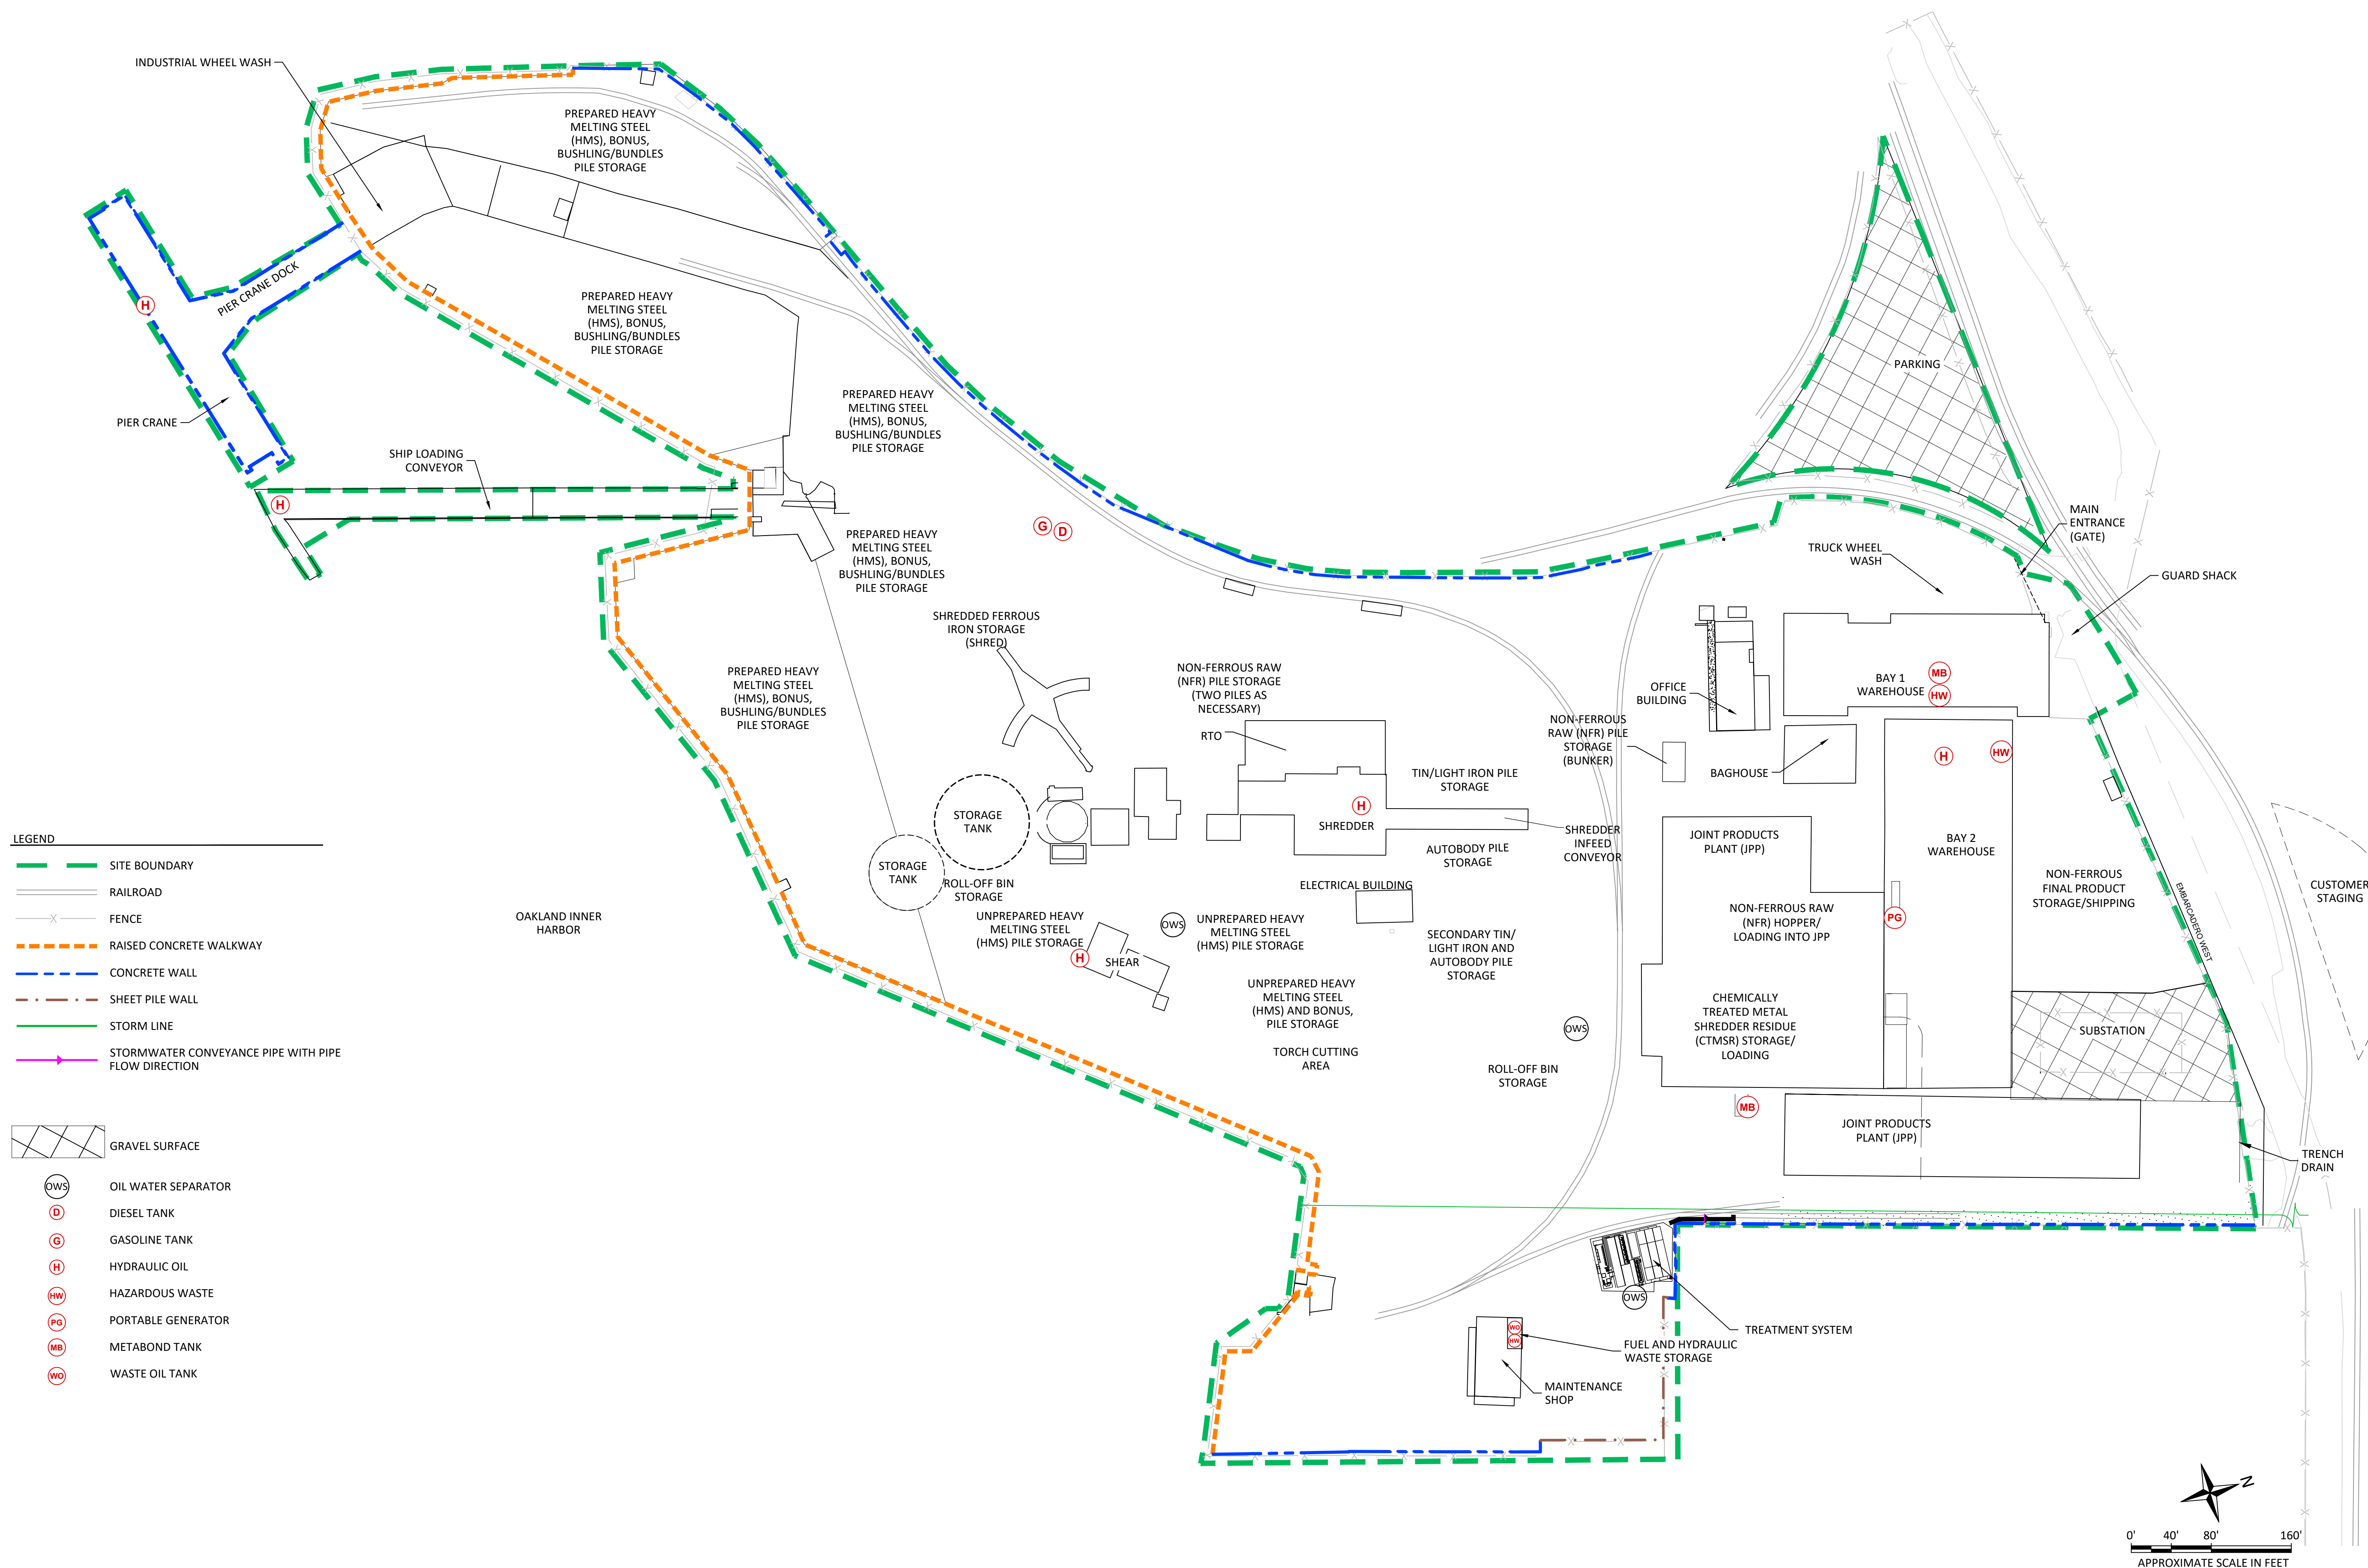 INDUSTRIAL WHEEL WASH
PREPARED HEAVY
MELTING STEEL
(HMS), BONUS,
BUSHLING/BUNDLES
PILE STORAGE
PIER CRANE DOCK
H
PREPARED HEAVY
MELTING STEEL
(HMS), BONUS,
BUSHLING/BUNDLES
PILE STORAGE
PARKING
PIER CRANE
PREPARED HEAVY
MELTING STEEL
(HMS), BONUS,
BUSHLING/BUNDLES
PILE STORAGE
SHIP LOADING
CONVEYOR
H
G
D
MAIN
ENTRANCE
(GATE)
PREPARED HEAVY
MELTING STEEL
(HMS), BONUS,
BUSHLING/BUNDLES
PILE STORAGE
TRUCK WHEEL
WASH
GUARD SHACK
SHREDDED FERROUS
IRON STORAGE
(SHRED)
PREPARED HEAVY
MELTING STEEL
(HMS), BONUS,
BUSHLING/BUNDLES
PILE STORAGE
NON-FERROUS RAW
(NFR) PILE STORAGE
(TWO PILES AS
NECESSARY)
OFFICE
BUILDING
BAY 1
WAREHOUSE
MB
HW
RTO
NON-FERROUS
RAW (NFR) PILE
STORAGE
(BUNKER)
H
HW
BAGHOUSE
TIN/LIGHT IRON PILE
STORAGE
H
SHREDDER
STORAGE
TANK
SHREDDER
INFEED
CONVEYOR
JOINT PRODUCTS
PLANT (JPP)
BAY 2
WAREHOUSE
AUTOBODY PILE
STORAGE
STORAGE
TANK
ROLL-OFF BIN
STORAGE
ELECTRICAL BUILDING
NON-FERROUS
FINAL PRODUCT
STORAGE/SHIPPING
CUSTOMER
STAGING
EMBARCADERO WEST
OAKLAND INNER
HARBOR
UNPREPARED HEAVY
MELTING STEEL
(HMS) PILE STORAGE
OWS
UNPREPARED HEAVY
MELTING STEEL
(HMS) PILE STORAGE
NON-FERROUS RAW
(NFR) HOPPER/
LOADING INTO JPP
PG
H
SHEAR
SECONDARY TIN/
LIGHT IRON AND
AUTOBODY PILE
STORAGE
UNPREPARED HEAVY
MELTING STEEL
(HMS) AND BONUS,
PILE STORAGE
CHEMICALLY
TREATED METAL
SHREDDER RESIDUE
(CTMSR) STORAGE/
LOADING
OWS
SUBSTATION
TORCH CUTTING
AREA
ROLL-OFF BIN
STORAGE
MB
JOINT PRODUCTS
PLANT (JPP)
TRENCH
DRAIN
OWS
TREATMENT SYSTEM
WO
HW
FUEL AND HYDRAULIC
WASTE STORAGE
MAINTENANCE
SHOP
LEGEND
SITE BOUNDARY
RAILROAD
X FENCE
RAISED CONCRETE WALKWAY
CONCRETE WALL
SHEET PILE WALL
STORM LINE
STORMWATER CONVEYANCE PIPE WITH PIPE
FLOW DIRECTION
GRAVEL SURFACE
OWS OIL WATER SEPARATOR
D DIESEL TANK
G GASOLINE TANK
H HYDRAULIC OIL
HW HAZARDOUS WASTE
PG PORTABLE GENERATOR
MB METABOND TANK
WO WASTE OIL TANK
N
0' 40' 80' 160'
APPROXIMATE SCALE IN FEET